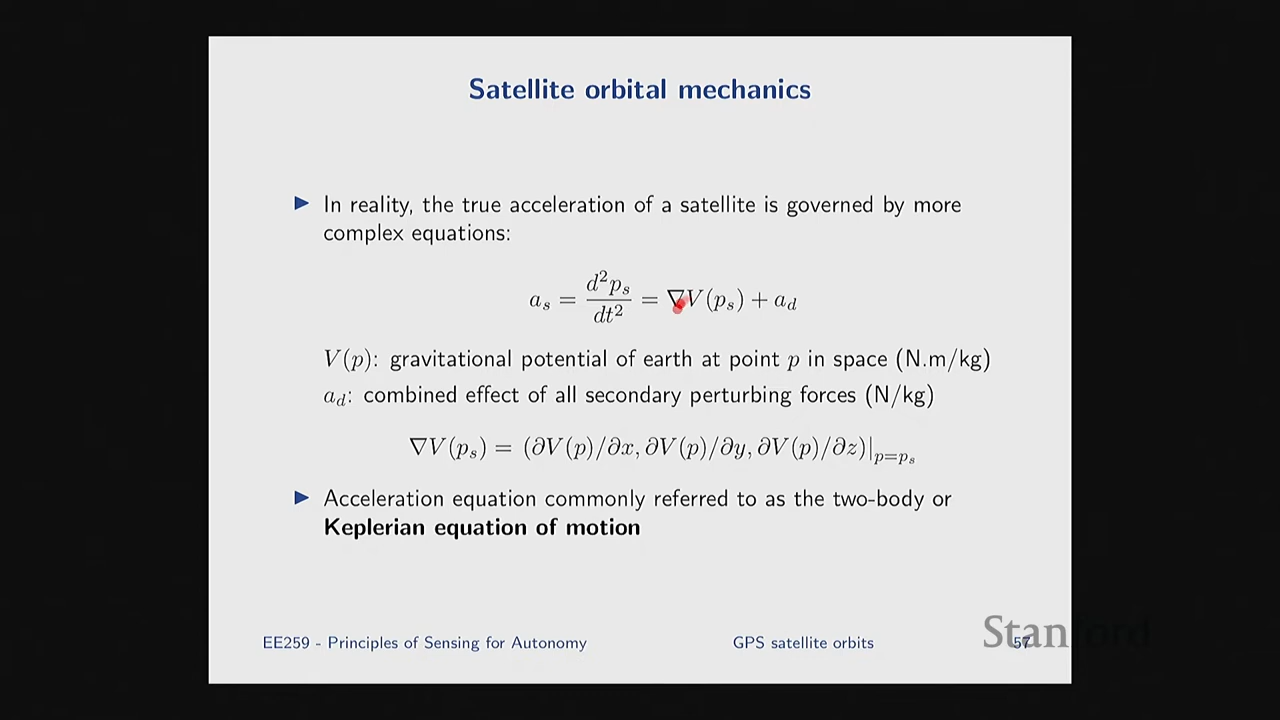 Satellite orbital mechanics
▶ In reality, the true acceleration of a satellite is governed by more
complex equations:
a_s = d²p_s/dt² = ∇V(p_s) + a_d
V(p): gravitational potential of earth at point p in space (N.m/kg)
a_d: combined effect of all secondary perturbing forces (N/kg)
∇V(p_s) = (∂V(p)/∂x, ∂V(p)/∂y, ∂V(p)/∂z)|_{p=p_s}
▶ Acceleration equation commonly referred to as the two-body or
Keplerian equation of motion
EE259 - Principles of Sensing for Autonomy GPS satellite orbits 57
Stanford